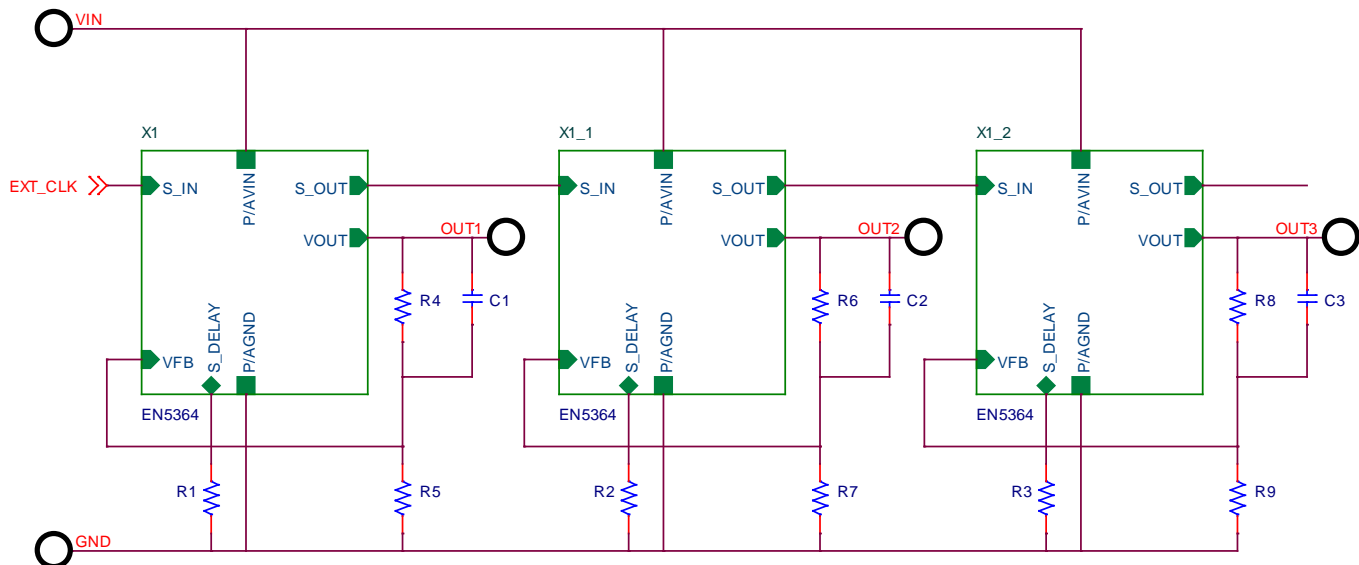 VIN
X1
X1_1
X1_2
EXT_CLK
S_IN
P/AVIN
S_OUT
S_IN
P/AVIN
S_OUT
S_IN
P/AVIN
S_OUT
VOUT
OUT1
VOUT
OUT2
VOUT
OUT3
R4
C1
R6
C2
R8
C3
VFB
S_DELAY
P/AGND
VFB
S_DELAY
P/AGND
VFB
S_DELAY
P/AGND
EN5364
EN5364
EN5364
R1
R5
R2
R7
R3
R9
GND